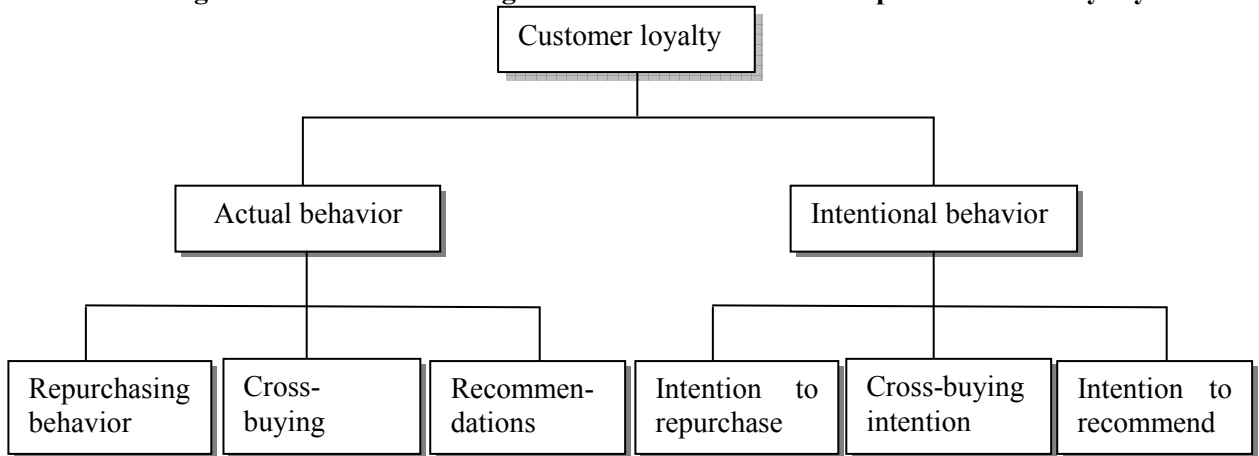 Customer loyalty
Actual behavior
Intentional behavior
Repurchasing
behavior
Cross-
buying
Recommen-
dations
Intention to
repurchase
Cross-buying
intention
Intention to
recommend